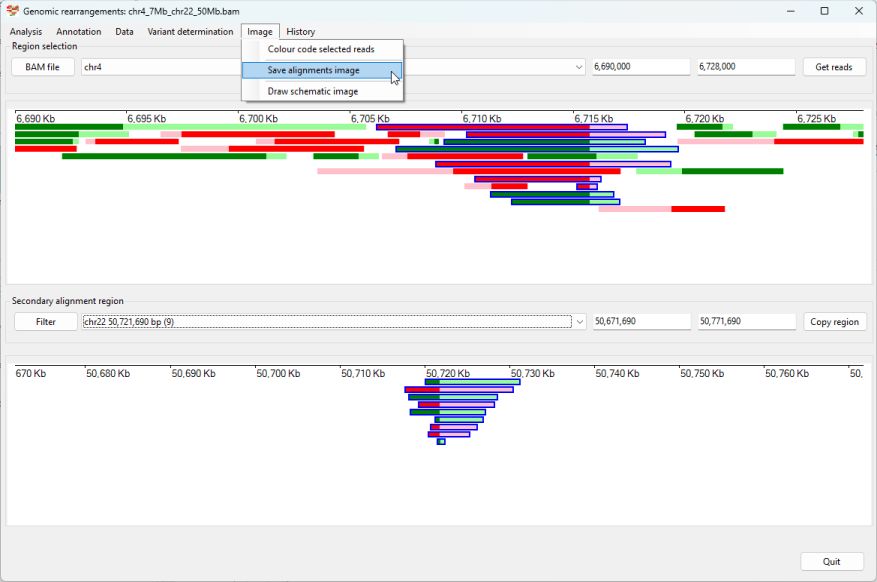 Genomic rearrangements: chr4_7Mb_chr22_50Mb.bam
Analysis Annotation Data Variant determination Image History
Region selection
Colour code selected reads
Save alignments image
Draw schematic image
BAM file chr4 6,690,000 6,728,000 Get reads
6,690 Kb 6,695 Kb 6,700 Kb 6,705 Kb 6,710 Kb 6,715 Kb 6,720 Kb 6,725 Kb
Secondary alignment region
Filter chr22 50,721,690 bp (9) 50,671,690 50,771,690 Copy region
670 Kb 50,680 Kb 50,690 Kb 50,700 Kb 50,710 Kb 50,720 Kb 50,730 Kb 50,740 Kb 50,750 Kb 50,760 Kb 50,
Quit